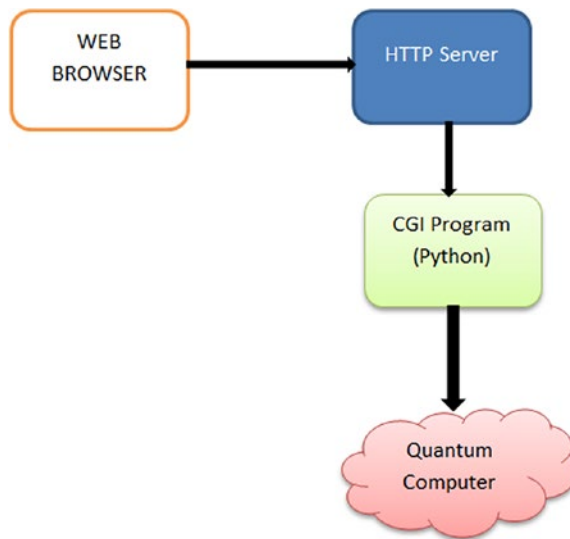 WEB
BROWSER
HTTP Server
CGI Program
(Python)
Quantum
Computer